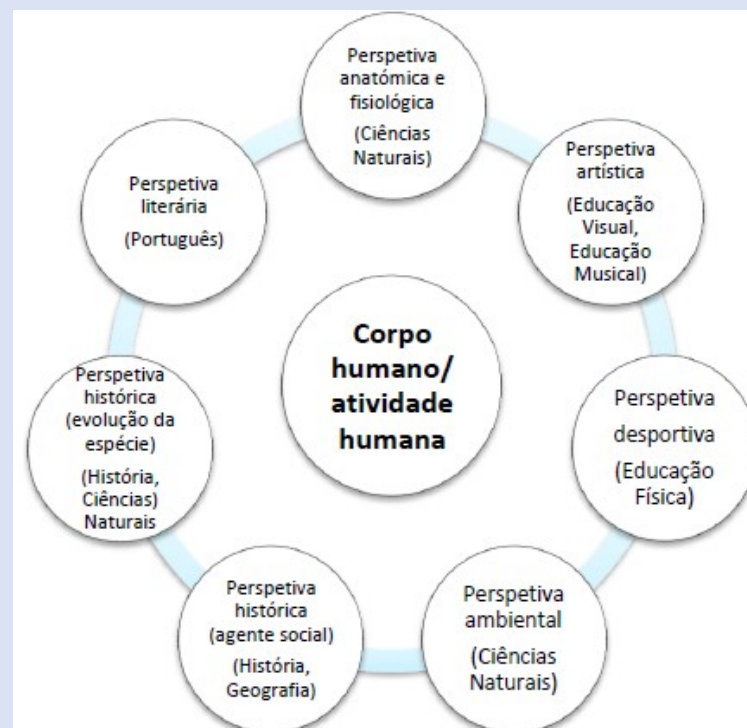 Perspetiva
anatómica e
fisiológica
(Ciências
Naturais)
Perspetiva
artística
(Educação
Visual,
Educação
Musical)
Perspetiva
desportiva
(Educação
Física)
Perspetiva
ambiental
(Ciências
Naturais)
Perspetiva
histórica
(agente social)
(História,
Geografia)
Perspetiva
histórica
(evolução da
espécie)
(História,
Ciências)
Naturais
Perspetiva
literária
(Português)
Corpo
humano/
atividade
humana